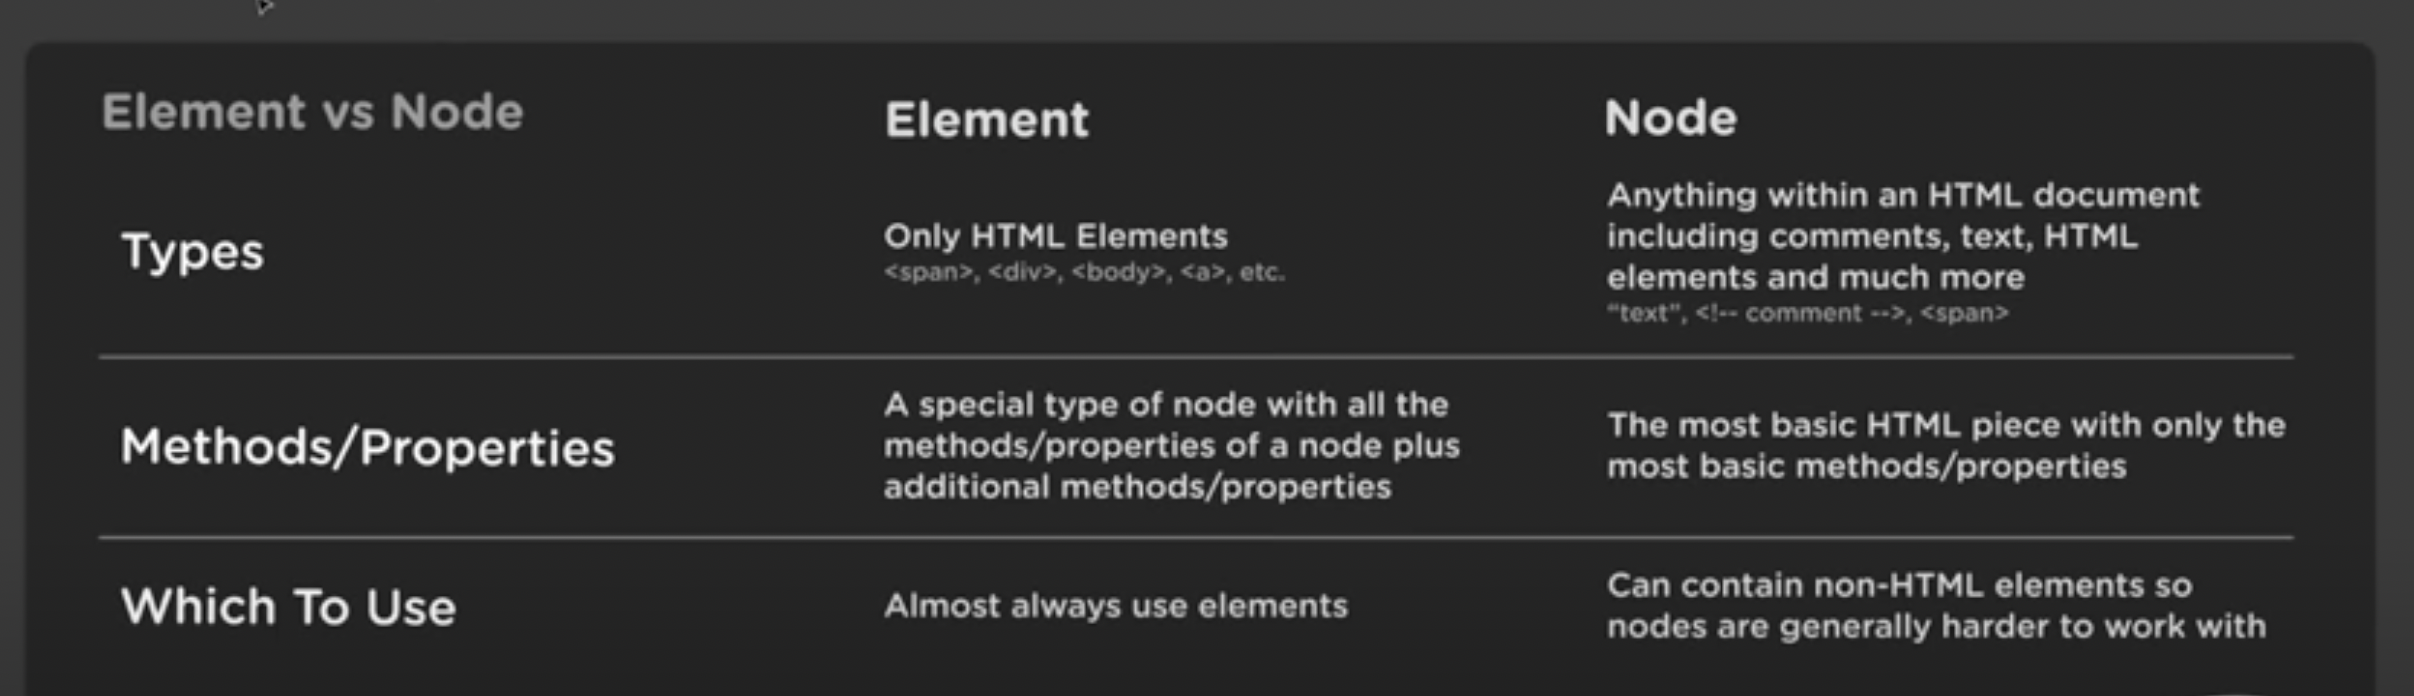 Element vs Node
Element
Node
Types
Only HTML Elements
<span>, <div>, <body>, <a>, etc.
Anything within an HTML document
including comments, text, HTML
elements and much more
“text”, <!-- comment -->, <span>
Methods/Properties
A special type of node with all the
methods/properties of a node plus
additional methods/properties
The most basic HTML piece with only the
most basic methods/properties
Which To Use
Almost always use elements
Can contain non-HTML elements so
nodes are generally harder to work with